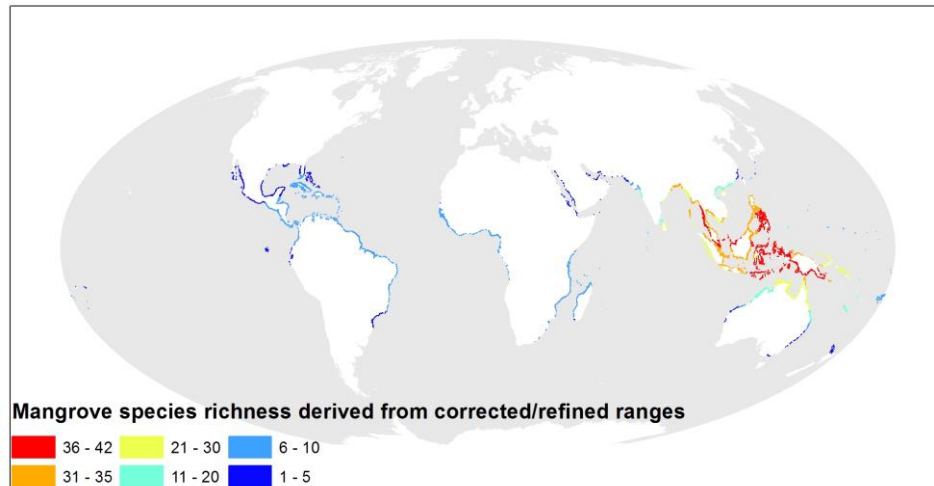 Mangrove species richness derived from corrected/refined ranges
36 - 42 21 - 30 6 - 10
31 - 35 11 - 20 1 - 5